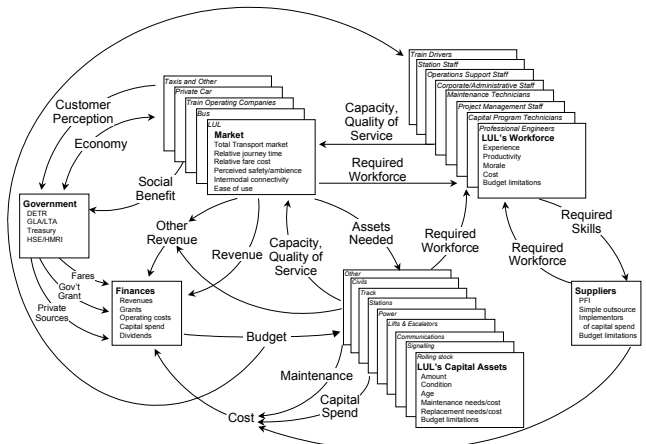 Train Drivers
Station Staff
Operations Support Staff
Corporate/Administrative Staff
Maintenance Technicians
Project Management Staff
Capital Program Technicians
Professional Engineers
LUL's Workforce
Experience
Productivity
Morale
Cost
Budget limitations
Taxis and Other
Private Car
Train Operating Companies
Bus
LUL
Market
Total Transport market
Relative journey time
Relative fare cost
Perceived safety/ambience
Intermodal connectivity
Ease of use
Customer
Perception
Economy
Capacity,
Quality of
Service
Required
Workforce
Social
Benefit
Government
DETR
GLA/LTA
Treasury
HSE/HMRI
Other
Revenue
Revenue
Capacity,
Quality of
Service
Assets
Needed
Required
Workforce
Required
Workforce
Required
Skills
Fares
Gov't
Grant
Private
Sources
Finances
Revenues
Grants
Operating costs
Capital spend
Dividends
Budget
Maintenance
Capital
Spend
Cost
Other
Civils
Track
Stations
Power
Lifts & Escalators
Communications
Signalling
Rolling stock
LUL's Capital Assets
Amount
Condition
Age
Maintenance needs/cost
Replacement needs/cost
Budget limitations
Suppliers
PFI
Simple outsource
Implementors
of capital spend
Budget limitations